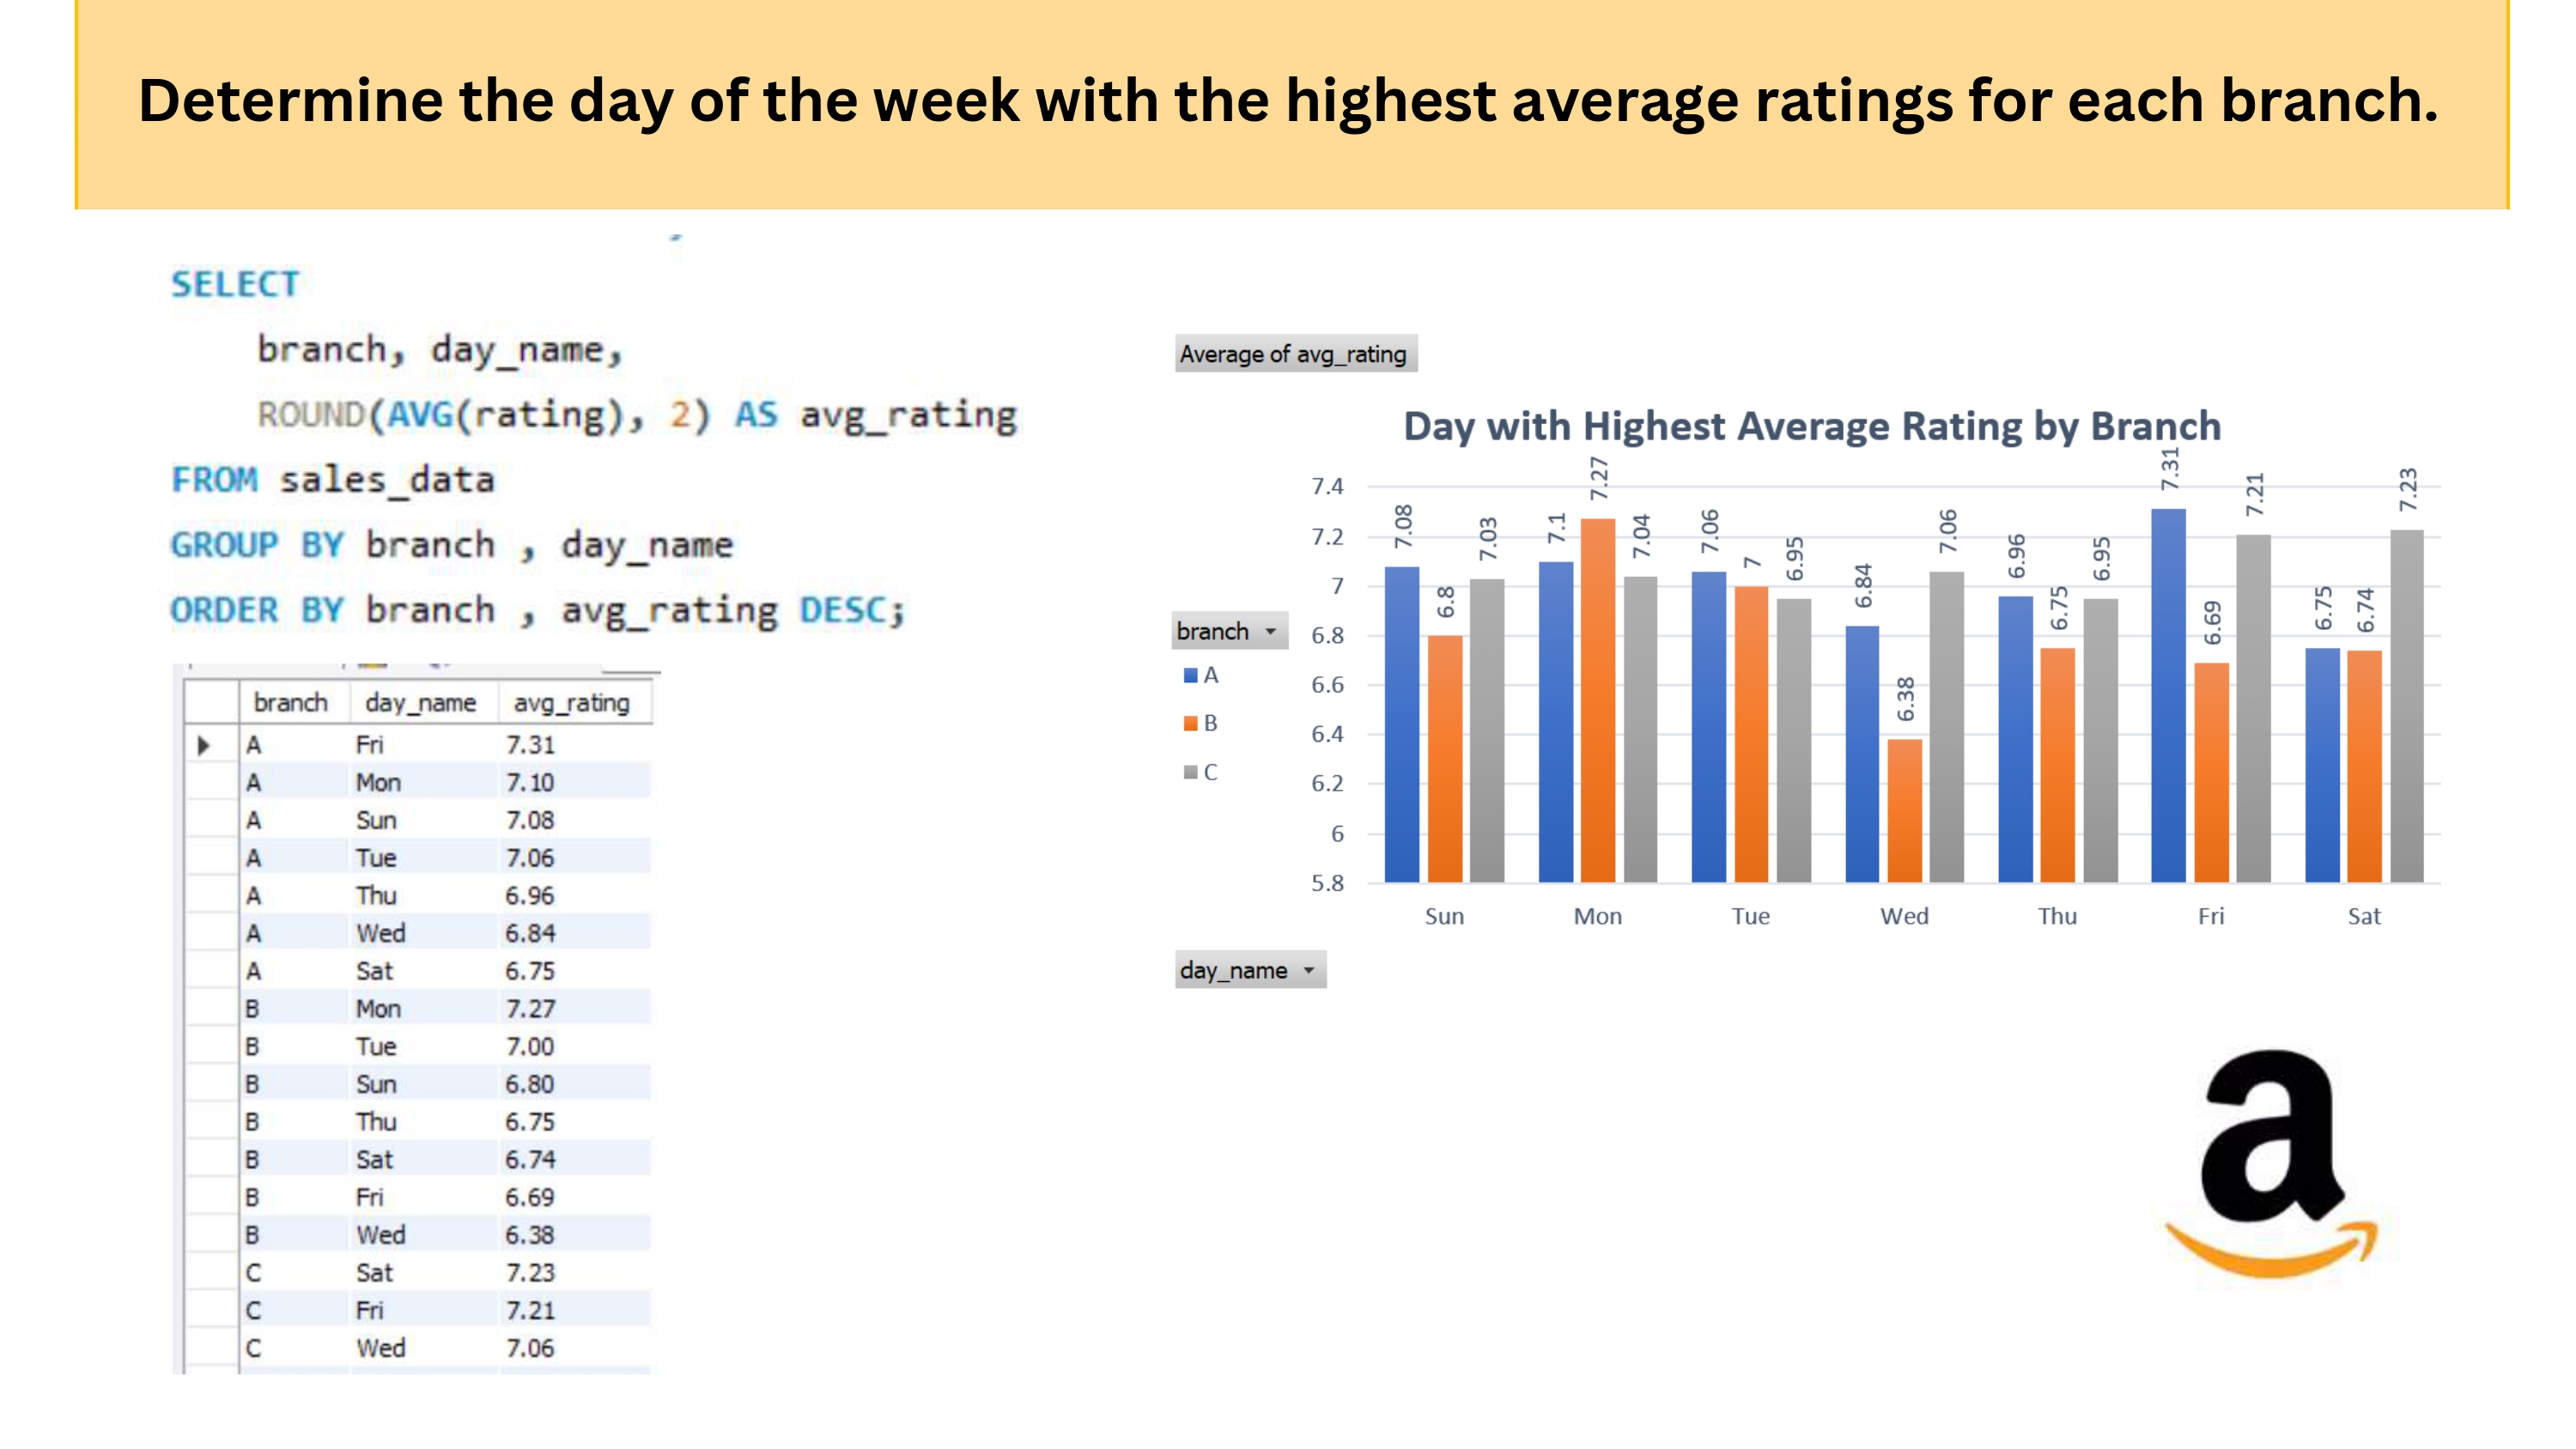 Determine the day of the week with the highest average ratings for each branch.
SELECT
branch, day_name,
ROUND(AVG(rating), 2) AS avg_rating
FROM sales_data
GROUP BY branch , day_name
ORDER BY branch , avg_rating DESC;
branch day_name avg_rating
A Fri 7.31
A Mon 7.10
A Sun 7.08
A Tue 7.06
A Thu 6.96
A Wed 6.84
A Sat 6.75
B Mon 7.27
B Tue 7.00
B Sun 6.80
B Thu 6.75
B Sat 6.74
B Fri 6.69
B Wed 6.38
C Sat 7.23
C Fri 7.21
C Wed 7.06
Average of avg_rating
Day with Highest Average Rating by Branch
7.4
7.2
7
6.8
6.6
6.4
6.2
6
5.8
7.08 6.8 7.03
7.1 7.27 7.04
7.06 7 6.95
6.84 6.38 7.06
6.96 6.75 6.95
7.31 6.69 7.21
6.75 6.74 7.23
Sun Mon Tue Wed Thu Fri Sat
branch
A
B
C
day_name
a